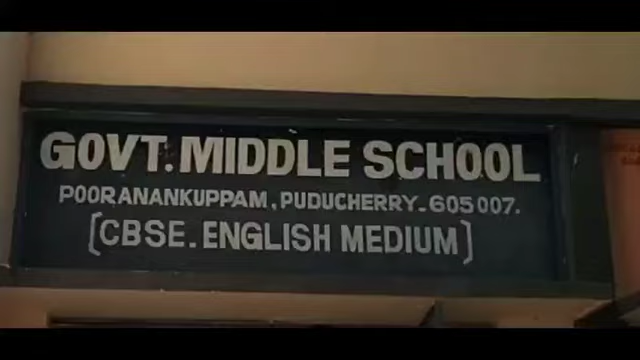 GOVT. MIDDLE SCHOOL
POORANANKUPPAM, PUDUCHERRY-605 007.
[CBSE. ENGLISH MEDIUM]